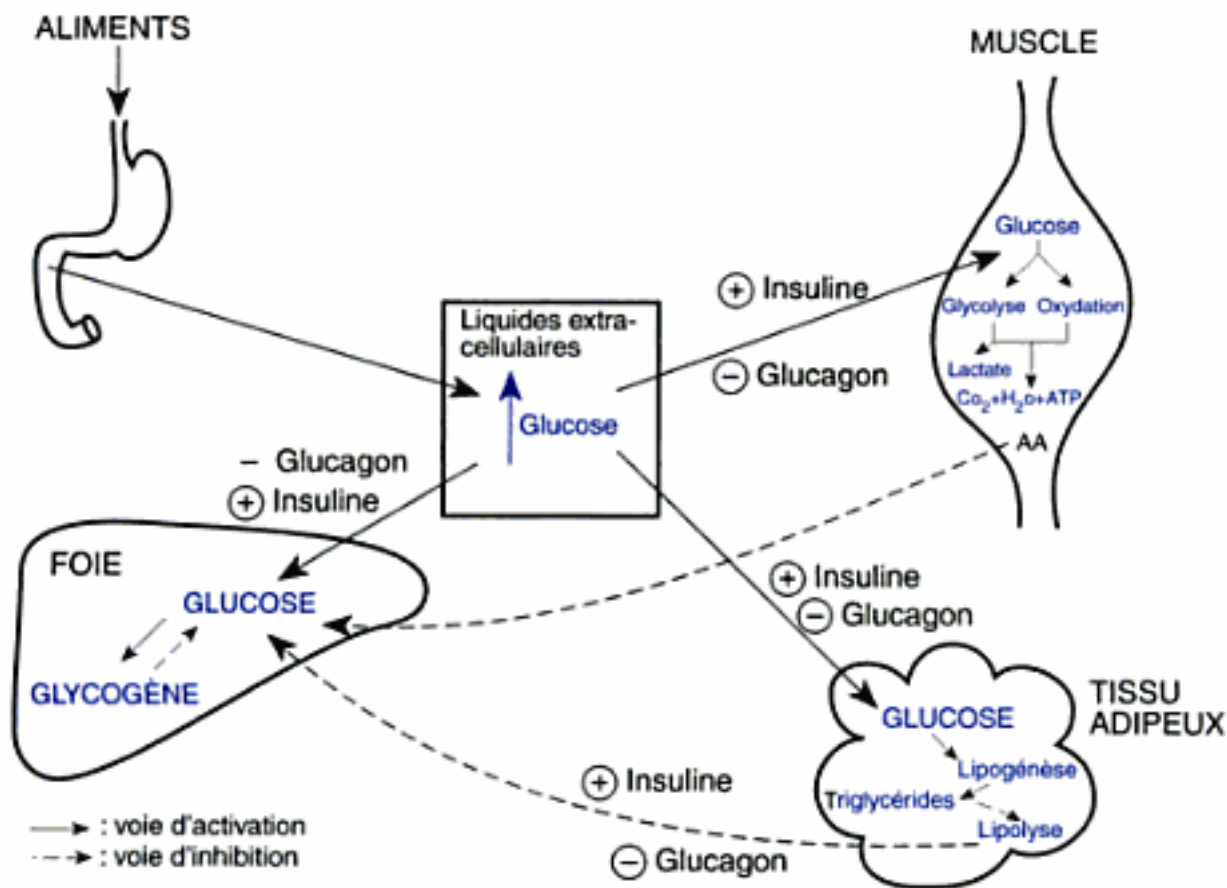 ALIMENTS
MUSCLE
Glucose
Glycolyse Oxydation
Lactate
Co2+H2o+ATP
AA
+ Insuline
- Glucagon
Liquides extra-
cellulaires
Glucose
- Glucagon
+ Insuline
FOIE
GLUCOSE
GLYCOGÈNE
+ Insuline
- Glucagon
TISSU
ADIPEUX
GLUCOSE
Lipogénèse
Triglycérides
Lipolyse
+ Insuline
- Glucagon
: voie d'activation
: voie d'inhibition